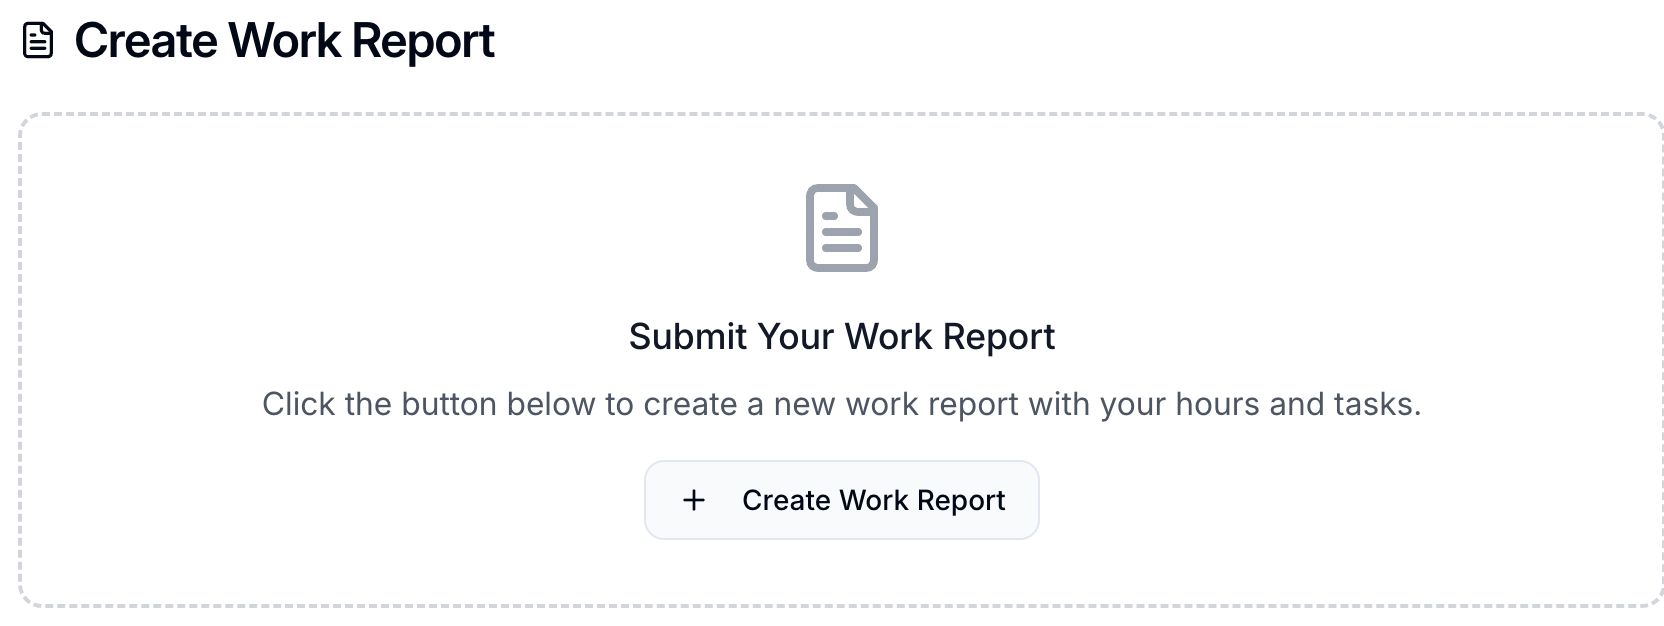 Create Work Report
Submit Your Work Report
Click the button below to create a new work report with your hours and tasks.
Create Work Report